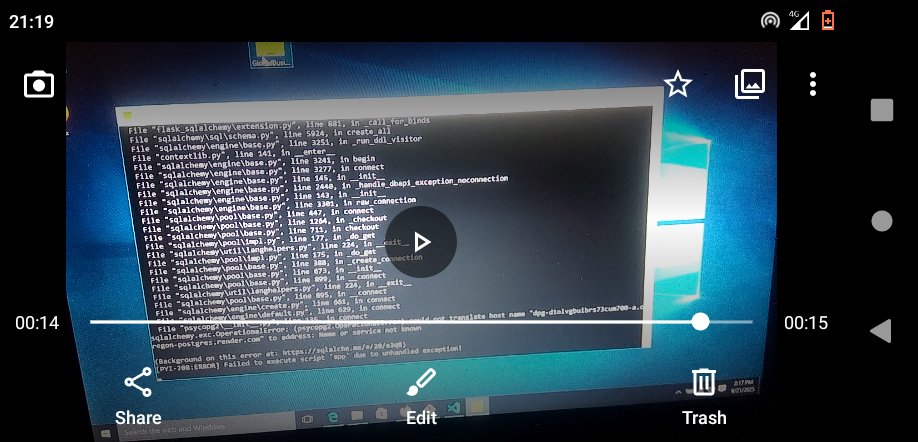 21:19
4G
GlobalBusi...
File "flask_sqlalchemy\extension.py", line 881, in _call_for_binds
File "sqlalchemy\sql\schema.py", line 5924, in create_all
File "sqlalchemy\engine\base.py", line 3251, in _run_ddl_visitor
File "contextlib.py", line 141, in __enter__
File "sqlalchemy\engine\base.py", line 3241, in begin
File "sqlalchemy\engine\base.py", line 3277, in connect
File "sqlalchemy\engine\base.py", line 145, in __init__
File "sqlalchemy\engine\base.py", line 2440, in _handle_dbapi_exception_noconnection
File "sqlalchemy\engine\base.py", line 143, in __init__
File "sqlalchemy\engine\base.py", line 3301, in raw_connection
File "sqlalchemy\pool\base.py", line 447, in connect
File "sqlalchemy\pool\base.py", line 1264, in _checkout
File "sqlalchemy\pool\base.py", line 711, in checkout
File "sqlalchemy\pool\impl.py", line 177, in _do_get
File "sqlalchemy\util\langhelpers.py", line 224, in __exit__
File "sqlalchemy\pool\impl.py", line 175, in _do_get
File "sqlalchemy\pool\base.py", line 388, in _create_connection
File "sqlalchemy\pool\base.py", line 673, in __init__
File "sqlalchemy\pool\base.py", line 899, in __connect
File "sqlalchemy\util\langhelpers.py", line 224, in __exit__
File "sqlalchemy\pool\base.py", line 895, in __connect
File "sqlalchemy\engine\create.py", line 661, in connect
File "sqlalchemy\engine\default.py", line 629, in connect
File "psycopg2\__init__.py", line in connect
sqlalchemy.exc.OperationalError: (psycopg2.OperationalError) could not translate host name
regon-postgres.render.com" to address: Name or service not known
(Background on this error at: https://sqlalche.me/e/20/e3q8)
[PYI-208:ERROR] Failed to execute script 'app' due to unhandled exception!
00:14
00:15
Share
Edit
Trash
Search the web and Windows
8:17 PM
9/21/2025